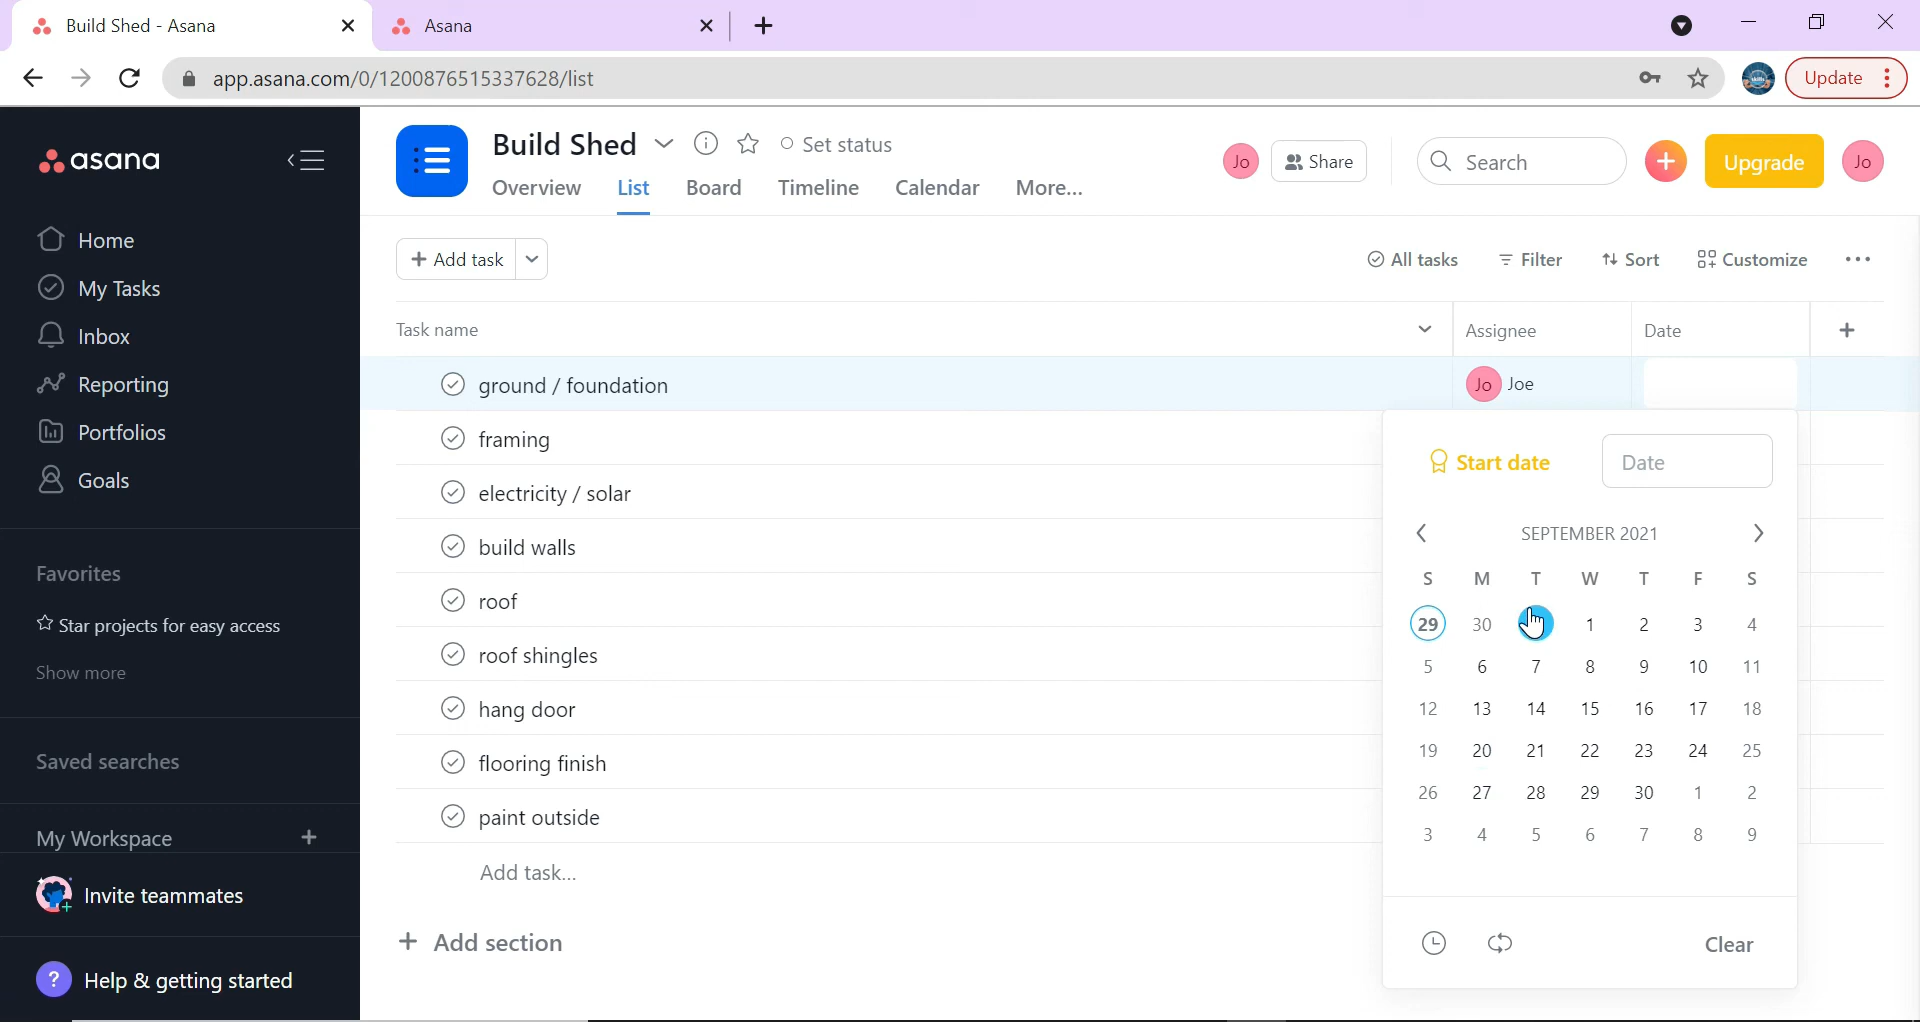 Build Shed - Asana
Asana
app.asana.com/0/1200876515337628/list
Update
asana
Home
My Tasks
Inbox
Reporting
Portfolios
Goals
Favorites
Star projects for easy access
Show more
Saved searches
My Workspace
Invite teammates
? Help & getting started
Build Shed
Set status
Overview List Board Timeline Calendar More...
Jo
Share
Search
Upgrade
Jo
+ Add task
All tasks
Filter
Sort
Customize
Task name Assignee Date
ground / foundation
Jo Joe
framing
electricity / solar
build walls
roof
roof shingles
hang door
flooring finish
paint outside
Add task...
+ Add section
Start date
Date
SEPTEMBER 2021
S M T W T F S
29 30 1 2 3 4
5 6 7 8 9 10 11
12 13 14 15 16 17 18
19 20 21 22 23 24 25
26 27 28 29 30 1 2
3 4 5 6 7 8 9
Clear